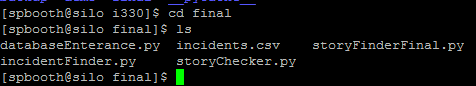 [spbooth@silo i330]$ cd final
[spbooth@silo final]$ ls
databaseEnterance.py  incidents.csv    storyFinderFinal.py
incidentFinder.py     storyChecker.py
[spbooth@silo final]$